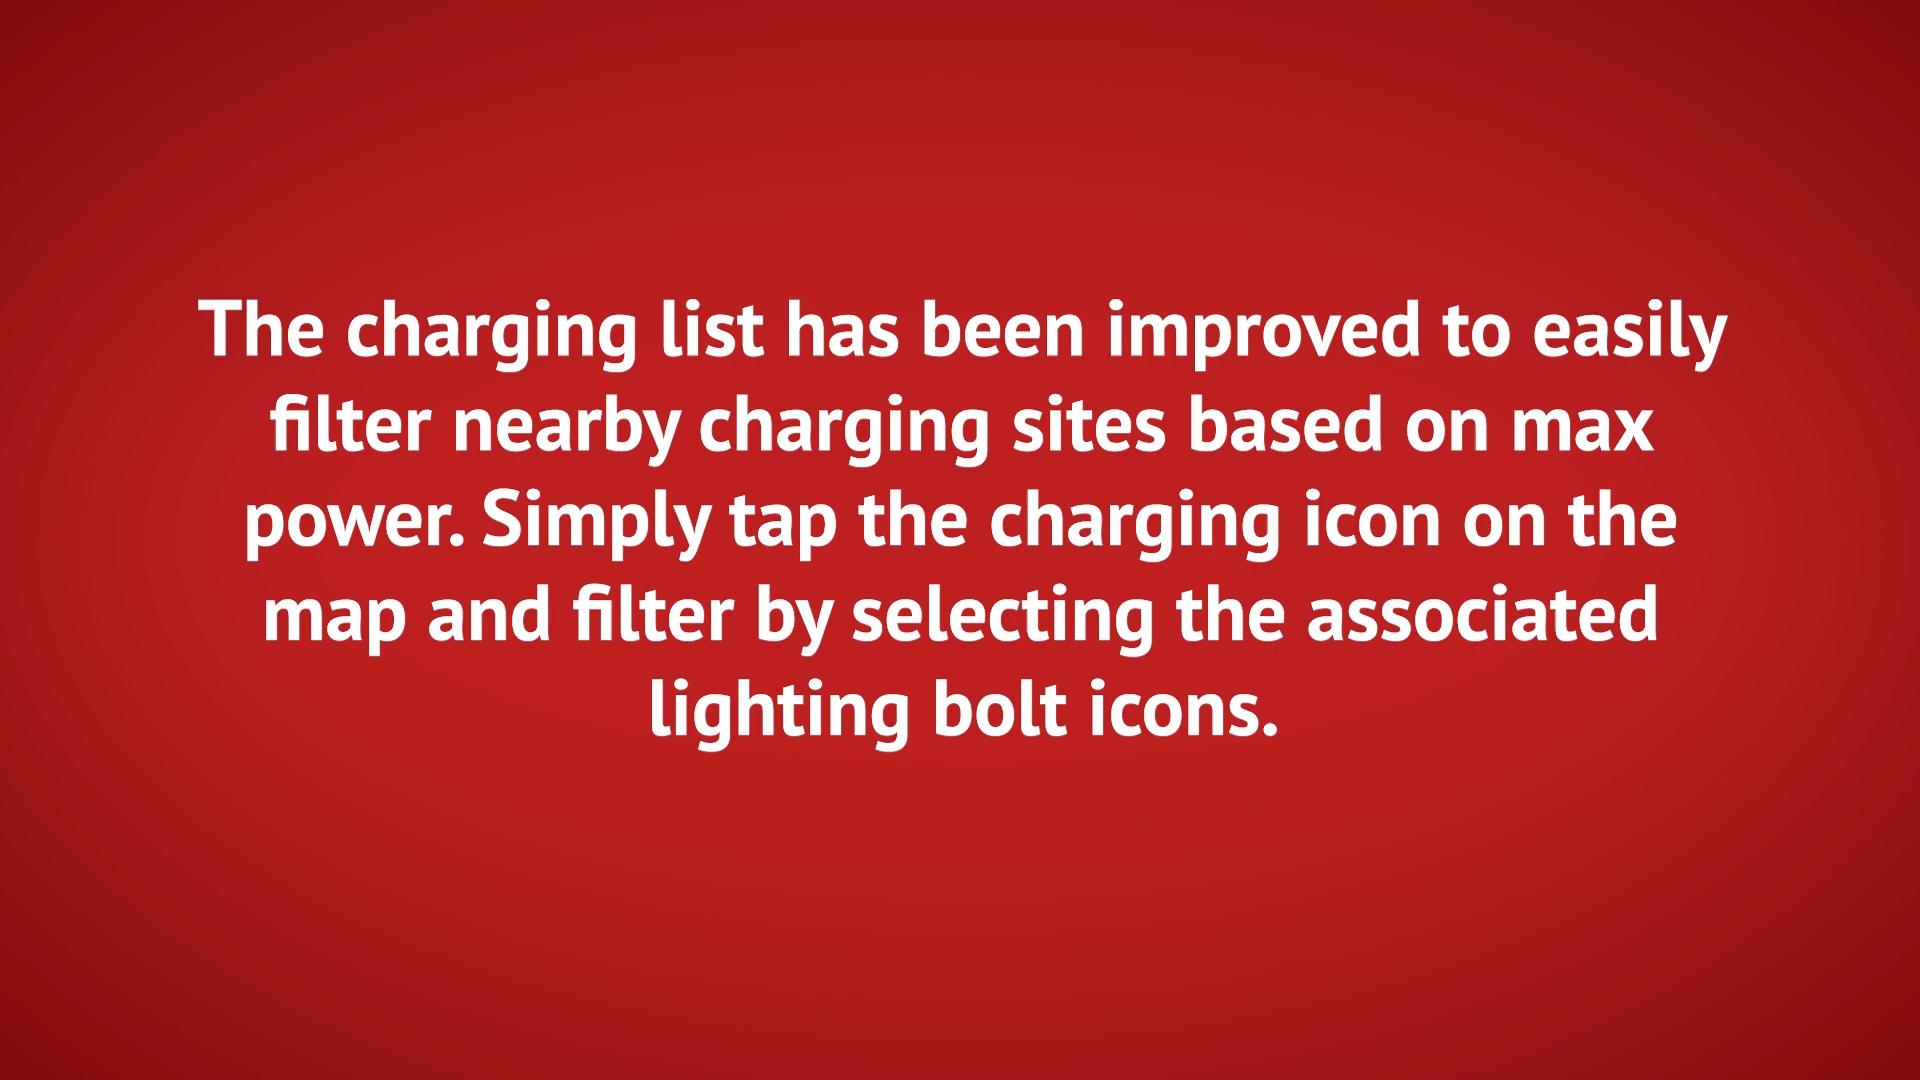 The charging list has been improved to easily
filter nearby charging sites based on max
power. Simply tap the charging icon on the
map and filter by selecting the associated
lighting bolt icons.